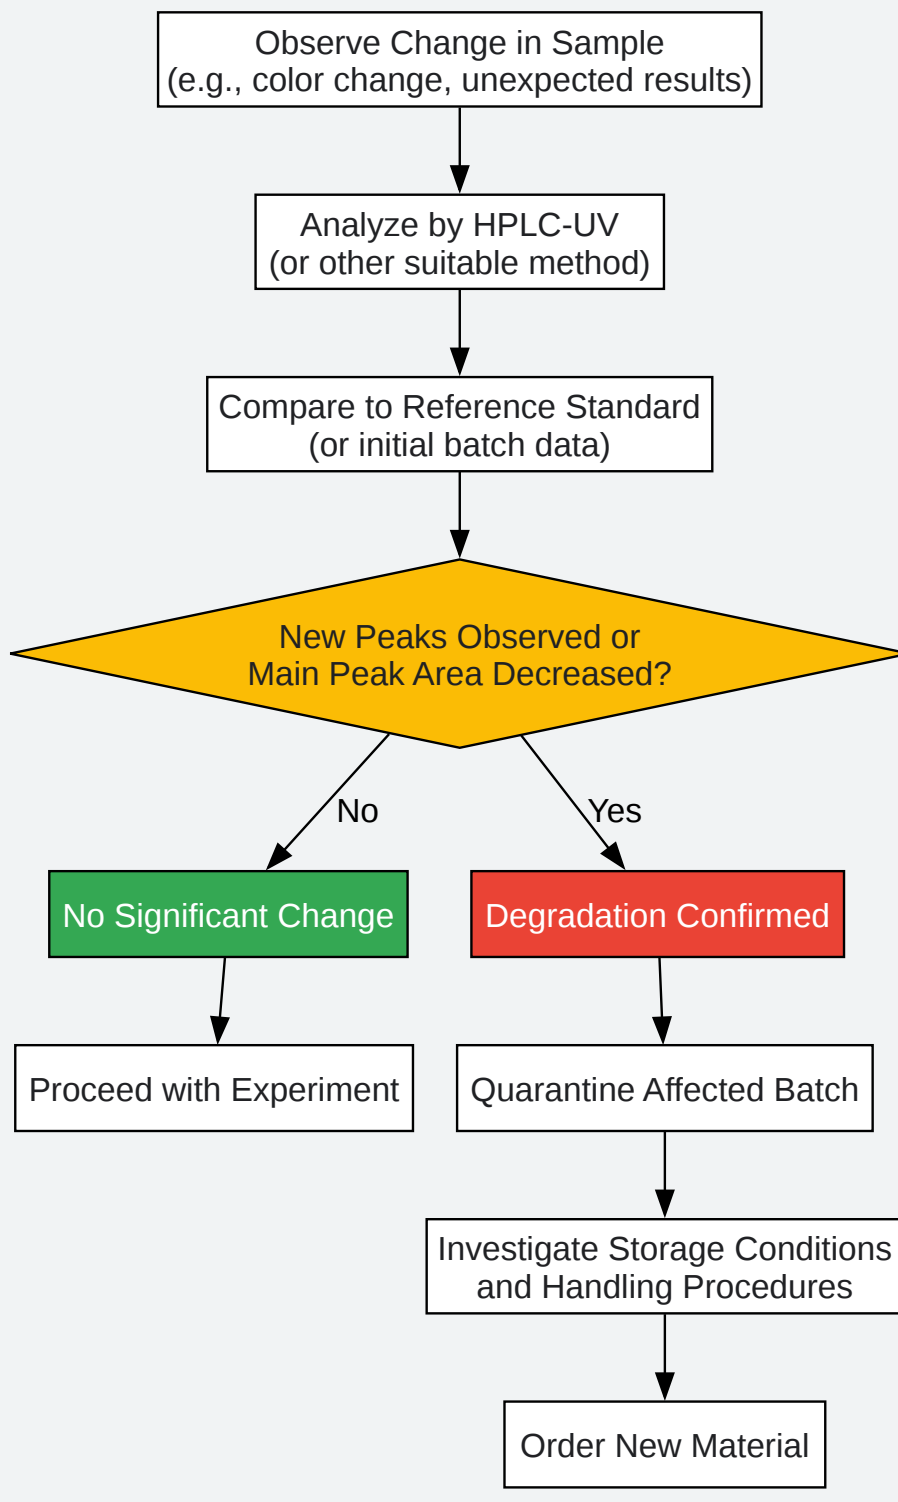 Observe Change in Sample
(e.g., color change, unexpected results)
Analyze by HPLC-UV
(or other suitable method)
Compare to Reference Standard
(or initial batch data)
New Peaks Observed or
Main Peak Area Decreased?
No
Yes
No Significant Change
Degradation Confirmed
Proceed with Experiment
Quarantine Affected Batch
Investigate Storage Conditions
and Handling Procedures
Order New Material